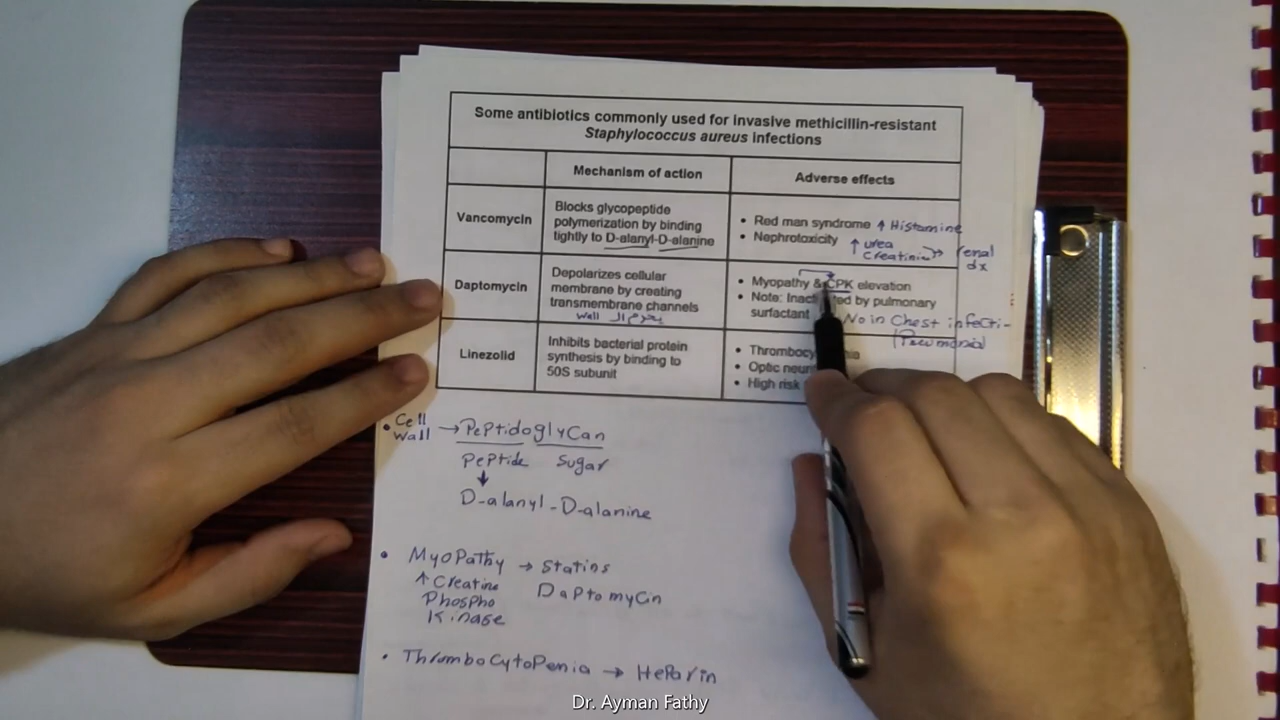 Some antibiotics commonly used for invasive methicillin-resistant
Staphylococcus aureus infections
Mechanism of action
Adverse effects
Vancomycin
Blocks glycopeptide
polymerization by binding
tightly to D-alanyl-D-alanine
• Red man syndrome ↑ Histamine
• Nephrotoxicity ↑ urea
Creatinin → renal
dx
Daptomycin
Depolarizes cellular
membrane by creating
transmembrane channels
wall
• Myopathy & CPK elevation
• Note: by pulmonary
surfactant No in Chest infecti-
Linezolid
Inhibits bacterial protein
synthesis by binding to
50S subunit
• Thrombocy
• Optic neur
• High risk
• Cell
Wall → PePtidoglyCan
PePtide Sugar
↓
D-alanyl-D-alanine
• MyoPathy → Statins
↑ Creatine DaPtomyCin
PhosPho
Kinase
• ThromboCytoPenia → HeParin
Dr. Ayman Fathy